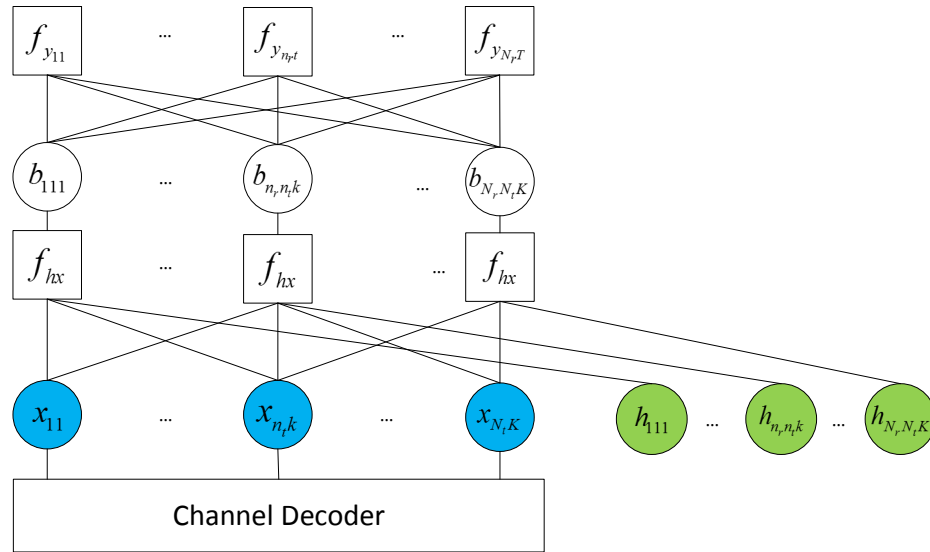 f_{y_{11}} ... f_{y_{n_r t}} ... f_{y_{N_r T}}
b_{111} ... b_{n_r n_t k} ... b_{N_r N_t K}
f_{hx} ... f_{hx} ... f_{hx}
x_{11} ... x_{n_t k} ... x_{N_t K} h_{111} ... h_{n_r n_t k} ... h_{N_r N_t K}
Channel Decoder